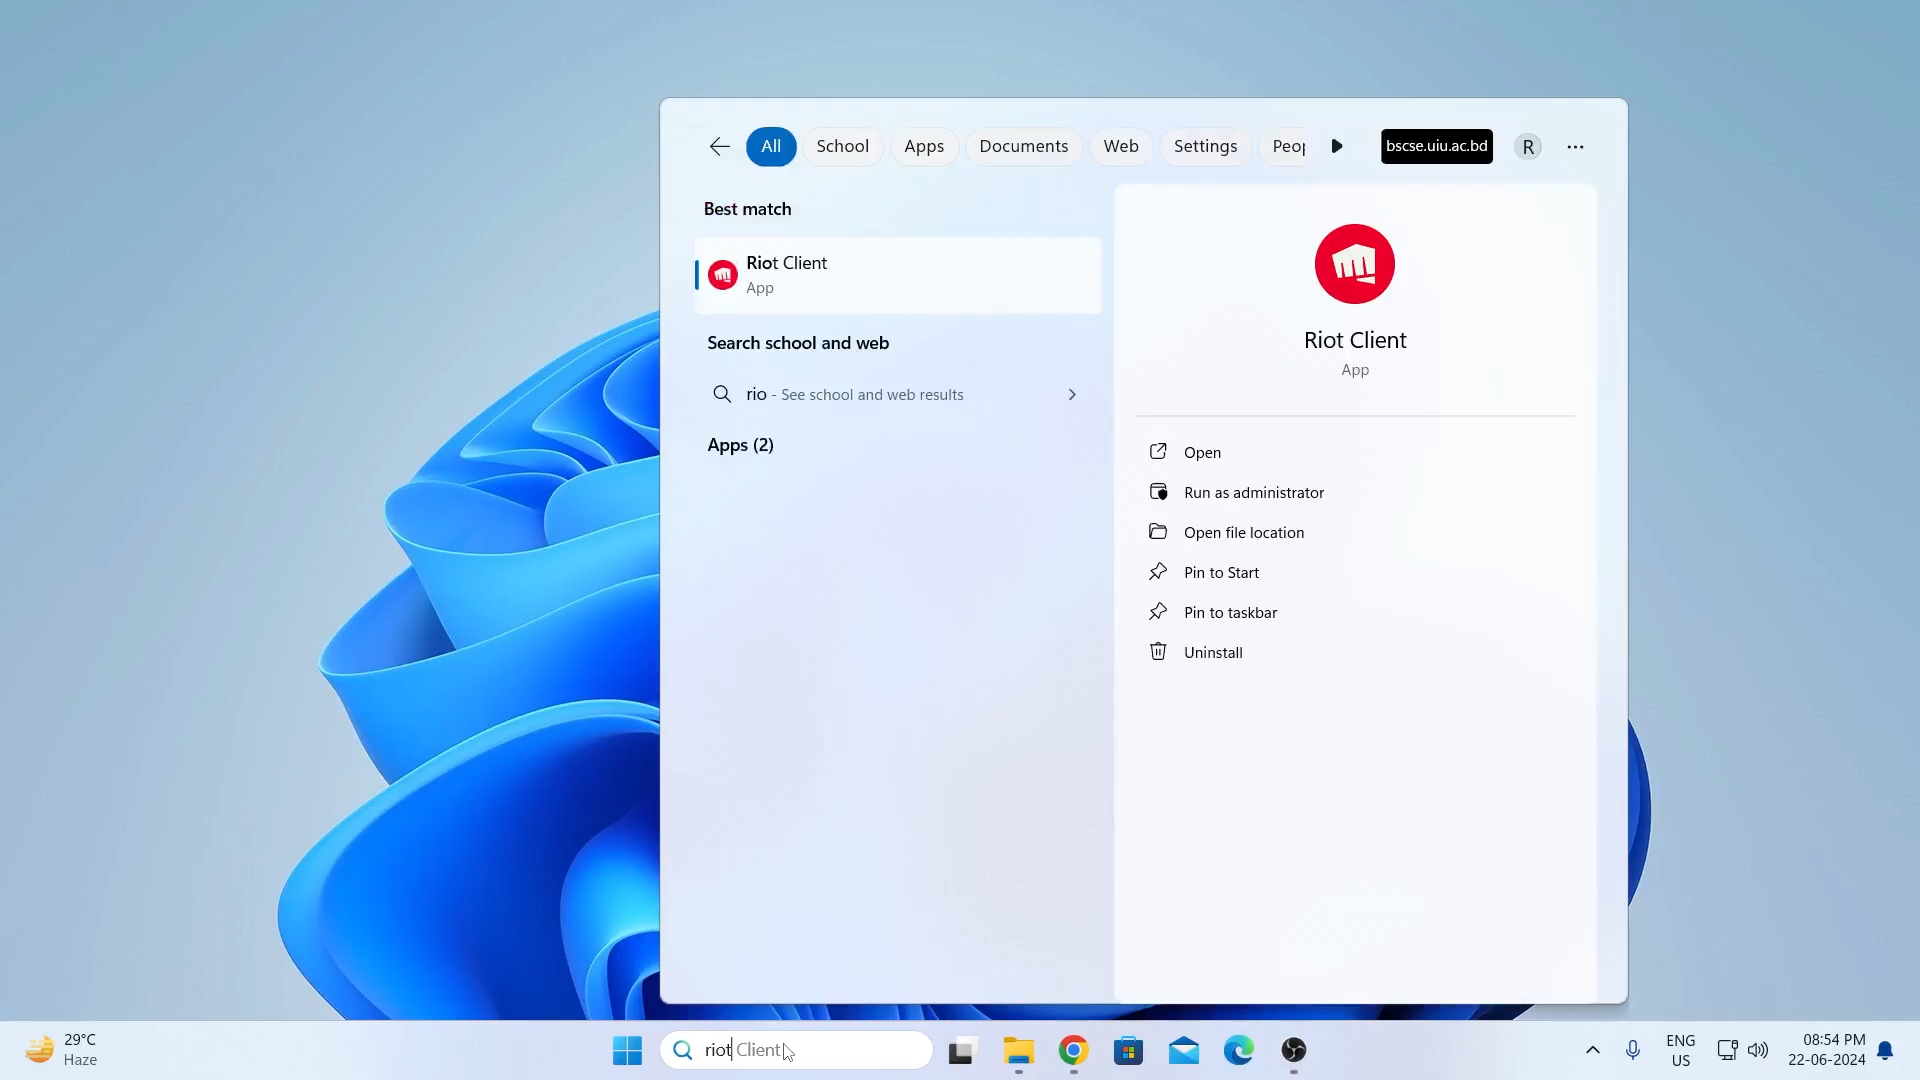 All
School
Apps
Documents
Web
Settings
Peop
bscse.uiu.ac.bd
R
Best match
Riot Client
App
Search school and web
rio - See school and web results
Apps (2)
Riot Client
App
Open
Run as administrator
Open file location
Pin to Start
Pin to taskbar
Uninstall
29°C
Haze
riot Client
ENG
US
08:54 PM
22-06-2024